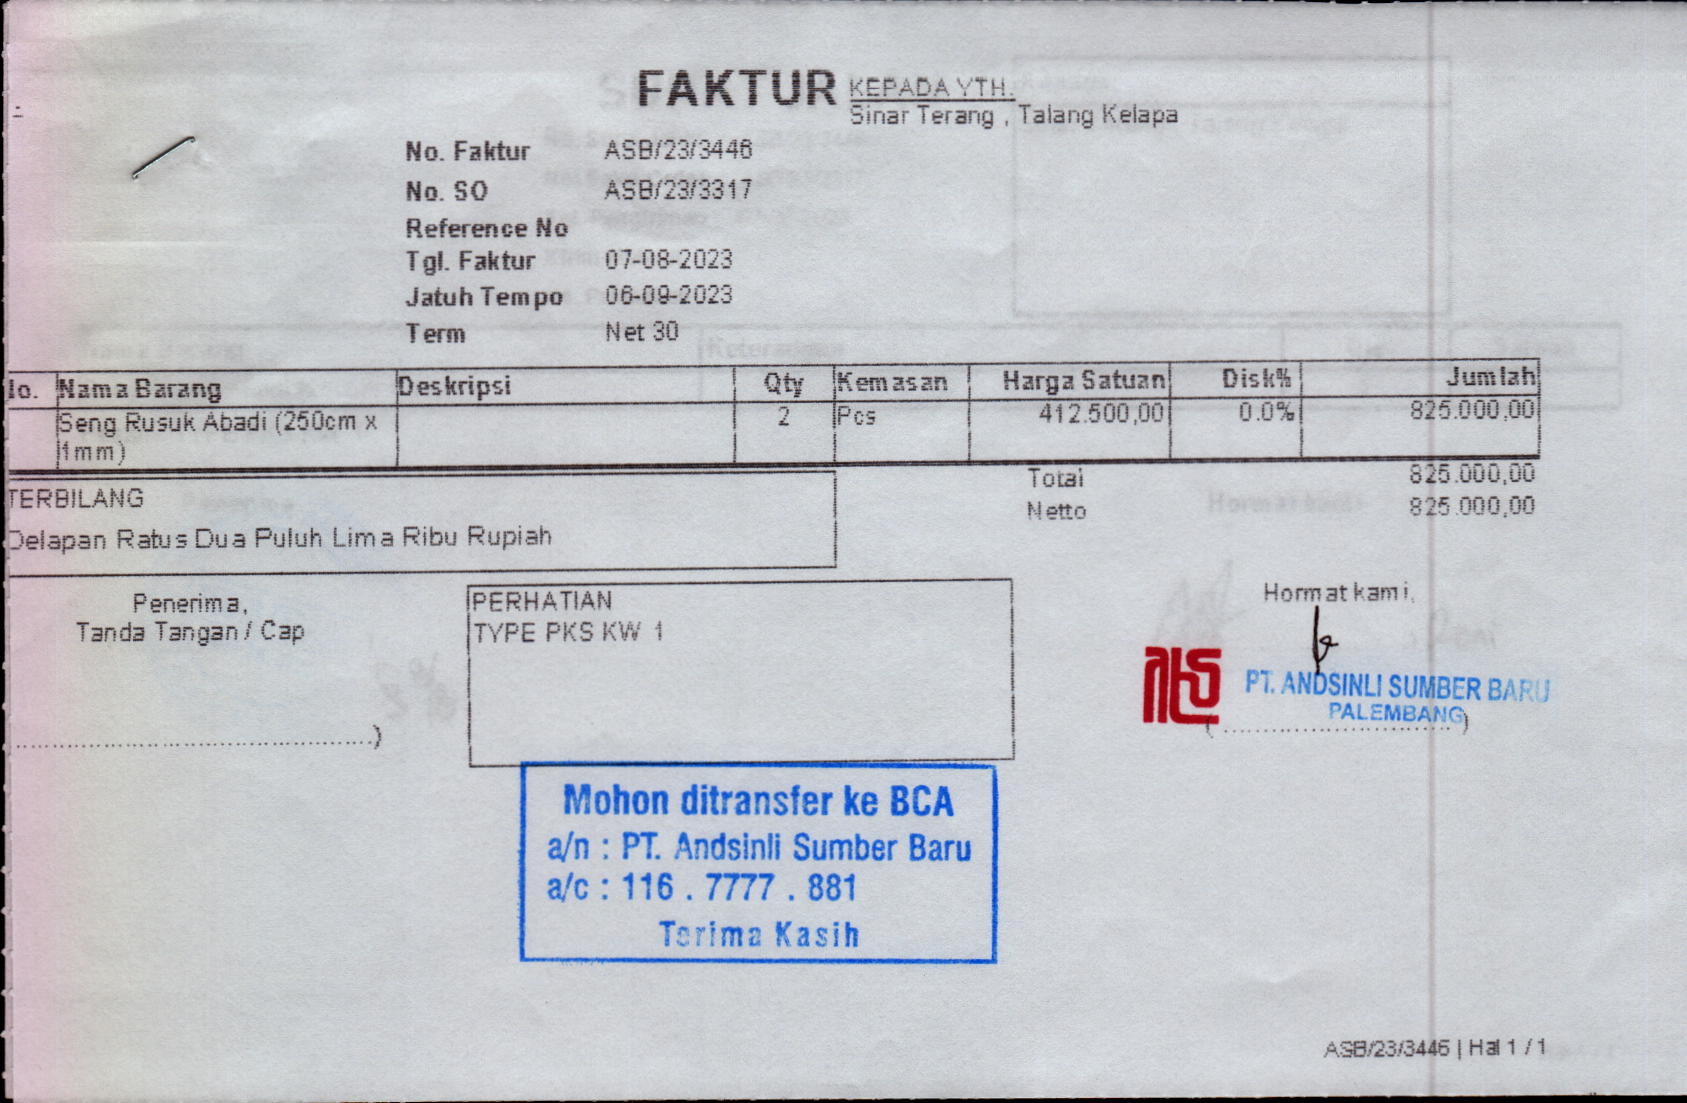 FAKTUR
KEPADA YTH.
Sinar Terang , Talang Kelapa
No. Faktur ASB/23/3446
No. SO ASB/23/3317
Reference No
Tgl. Faktur 07-08-2023
Jatuh Tempo 06-09-2023
Term Net 30
No. Nama Barang Deskripsi Qty Kemasan Harga Satuan Disk% Jumlah
Seng Rusuk Abadi (250cm x 2 Pcs 412.500,00 0.0% 825.000,00
1mm)
Total 825.000,00
TERBILANG
Netto 825.000,00
Delapan Ratus Dua Puluh Lima Ribu Rupiah
Penerima,
Tanda Tangan / Cap
PERHATIAN
TYPE PKS KW 1
Hormat kami,
PT. ANDSINLI SUMBER BARU
PALEMBANG
Mohon ditransfer ke BCA
a/n : PT. Andsinli Sumber Baru
a/c : 116 . 7777 . 881
Terima Kasih
ASB/23/3446 | Hal 1 / 1